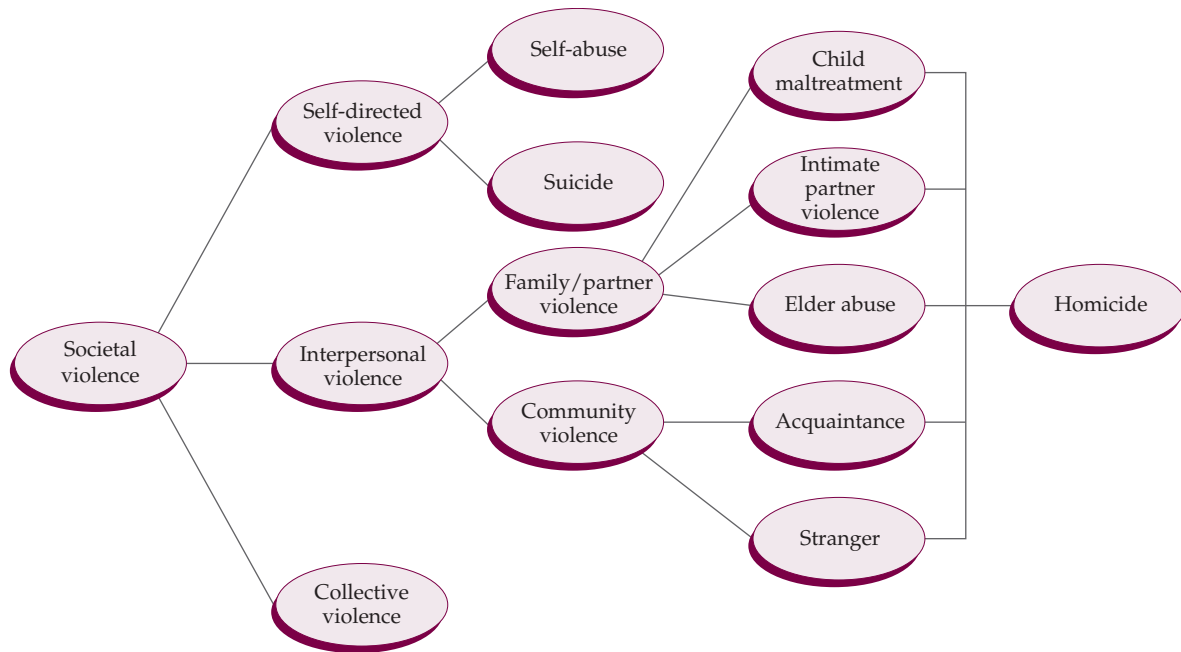 Societal
violence
Self-directed
violence
Interpersonal
violence
Collective
violence
Self-abuse
Suicide
Family/partner
violence
Community
violence
Child
maltreatment
Intimate
partner
violence
Elder abuse
Acquaintance
Stranger
Homicide